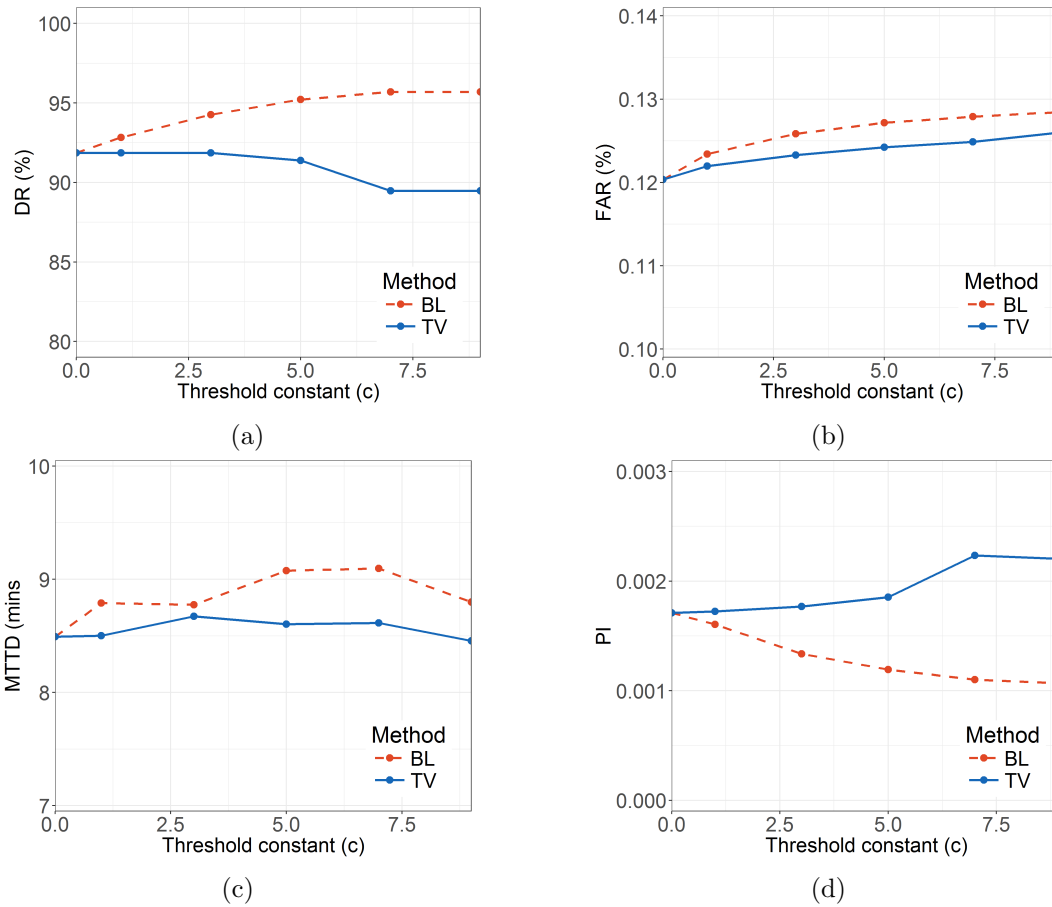 100
95
90
85
80
DR (%)
0.0 2.5 5.0 7.5
Threshold constant (c)
Method
BL
TV
(a)
0.14
0.13
0.12
0.11
0.10
FAR (%)
0.0 2.5 5.0 7.5
Threshold constant (c)
Method
BL
TV
(b)
10
9
8
7
MTTD (mins
0.0 2.5 5.0 7.5
Threshold constant (c)
Method
BL
TV
(c)
0.003
0.002
0.001
0.000
PI
0.0 2.5 5.0 7.5
Threshold constant (c)
Method
BL
TV
(d)